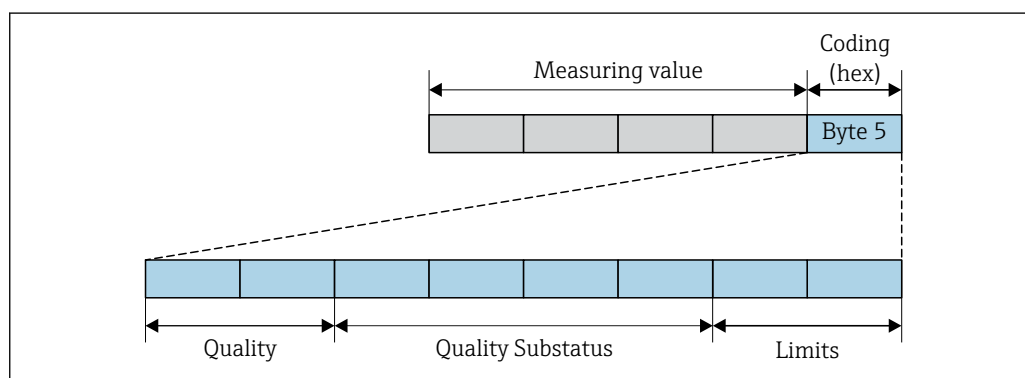 Coding
(hex)
Measuring value
Byte 5
Quality
Quality Substatus
Limits